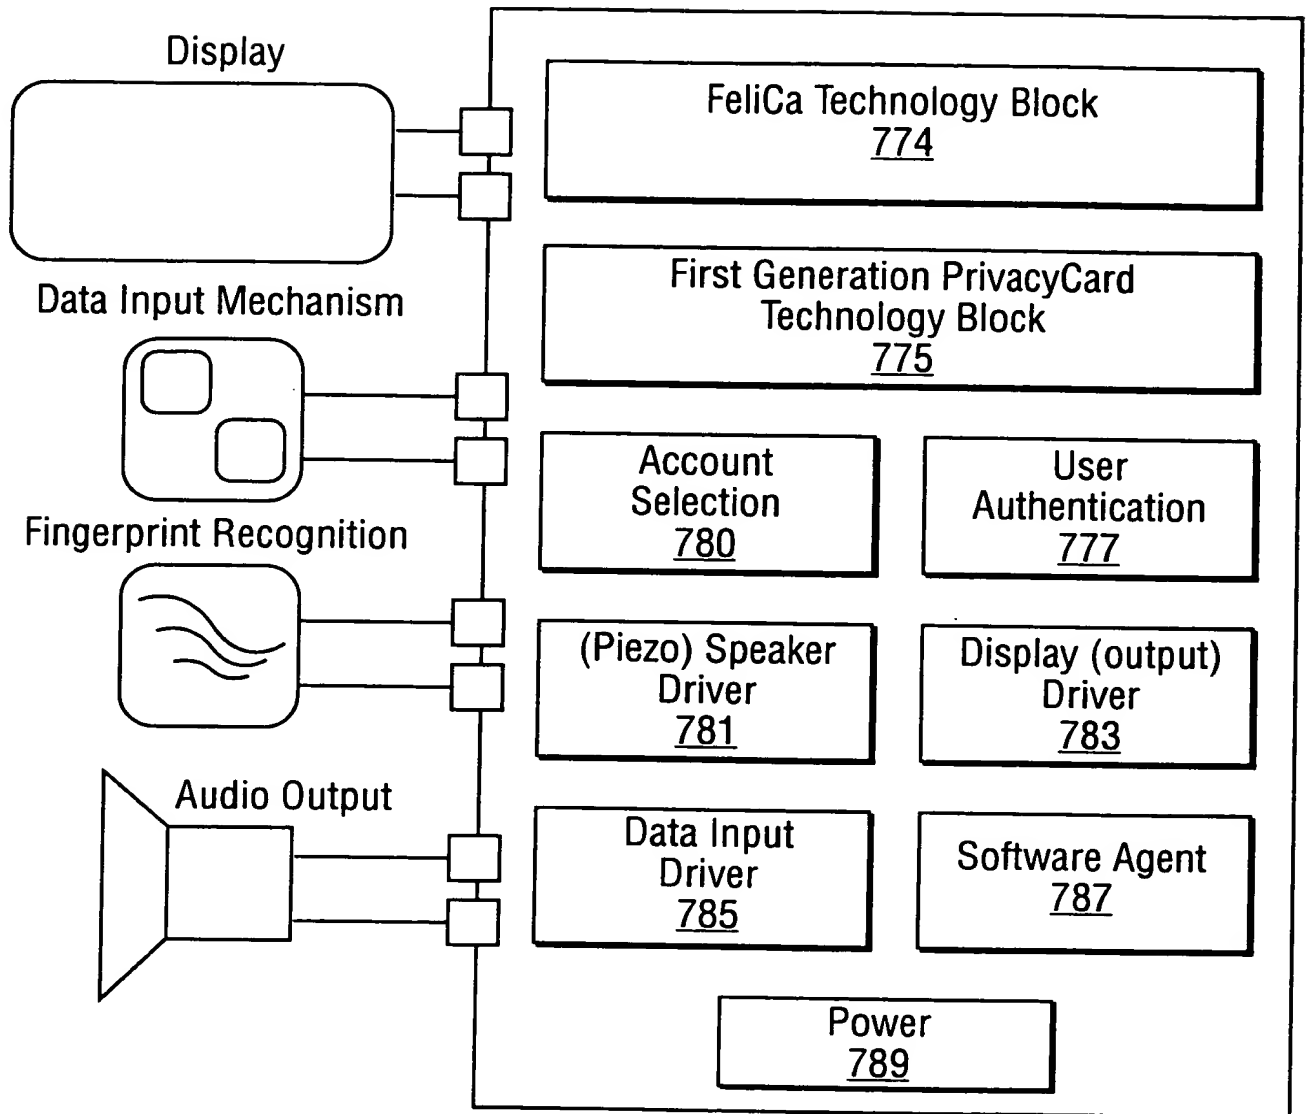 Display
FeliCa Technology Block
774
First Generation PrivacyCard
Technology Block
775
Data Input Mechanism
Account
Selection
780
User
Authentication
777
Fingerprint Recognition
(Piezo) Speaker
Driver
781
Display (output)
Driver
783
Audio Output
Data Input
Driver
785
Software Agent
787
Power
789